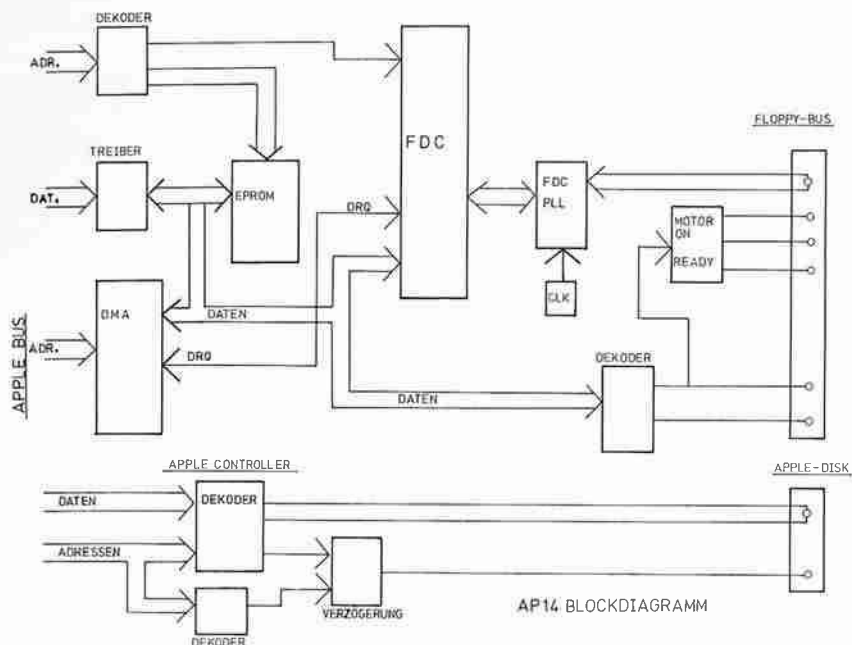 DEKODER
ADR.
FDC
FLOPPY-BUS
TREIBER
DAT.
EPROM
FDC
PLL
DRQ
MOTOR
ON
READY
CLK
DMA
DATEN
APPLE BUS
ADR.
DRQ
DEKODER
DATEN
APPLE CONTROLLER
APPLE-DISK
DATEN
DEKODER
ADRESSEN
VERZÖGERUNG
AP14 BLOCKDIAGRAMM
DEKODER